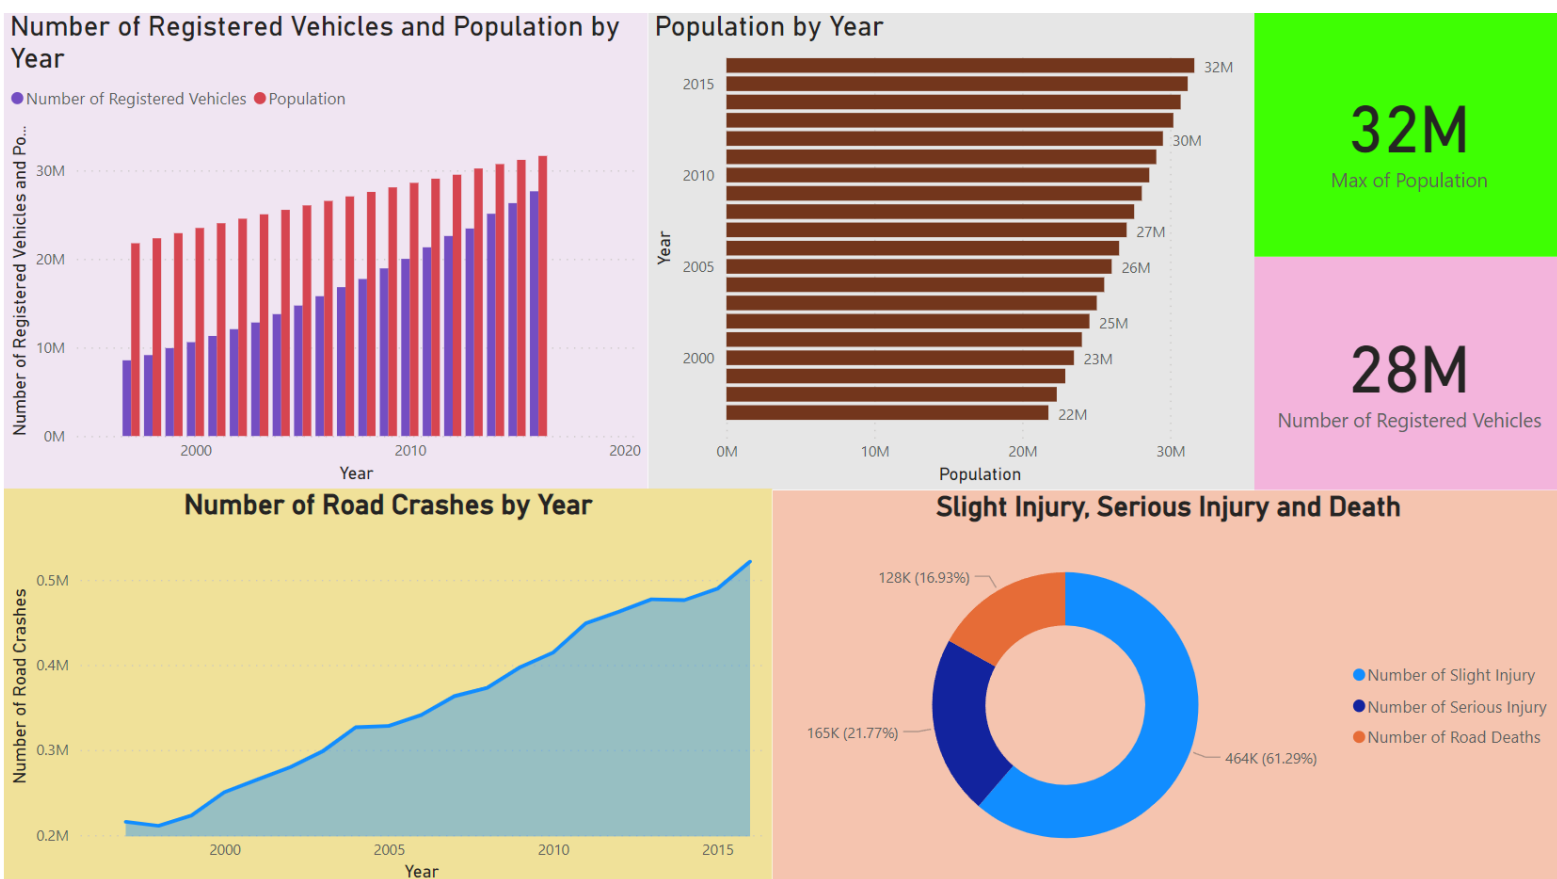 Number of Registered Vehicles and Population by
Year
Number of Registered Vehicles
Population
Number of Registered Vehicles and Po...
30M
20M
10M
0M
2000
2010
2020
Year
Population by Year
Year
2015
2010
2005
2000
32M
30M
27M
26M
25M
23M
22M
0M
10M
20M
30M
Population
32M
Max of Population
28M
Number of Registered Vehicles
Number of Road Crashes by Year
Number of Road Crashes
0.5M
0.4M
0.3M
0.2M
2000
2005
2010
2015
Year
Slight Injury, Serious Injury and Death
128K (16.93%)
165K (21.77%)
464K (61.29%)
Number of Slight Injury
Number of Serious Injury
Number of Road Deaths